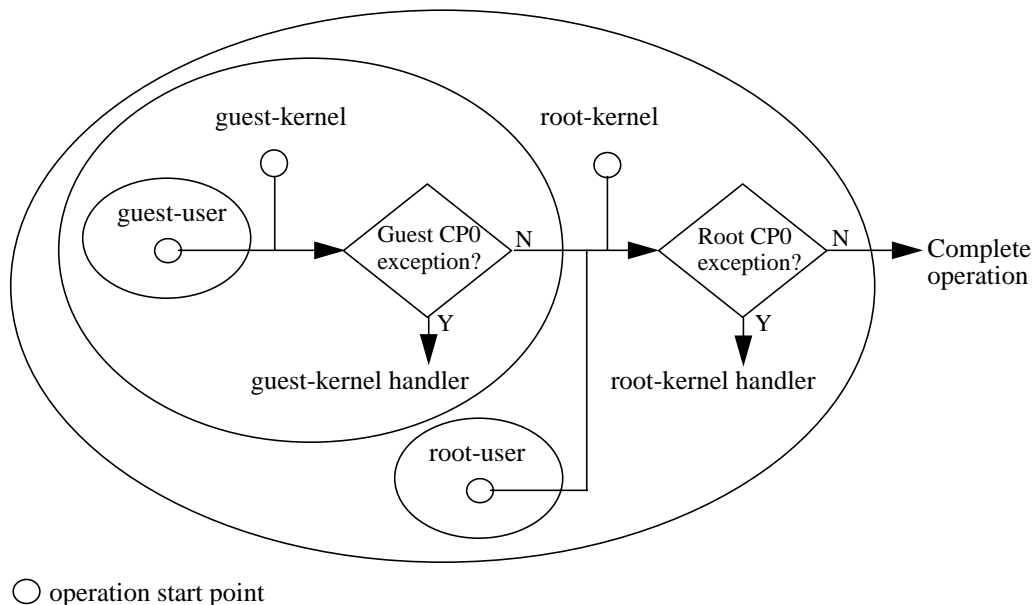 guest-kernel
root-kernel
guest-user
Guest CP0
exception?
N
Root CP0
exception?
N
Complete
operation
Y
Y
guest-kernel handler
root-kernel handler
root-user
operation start point